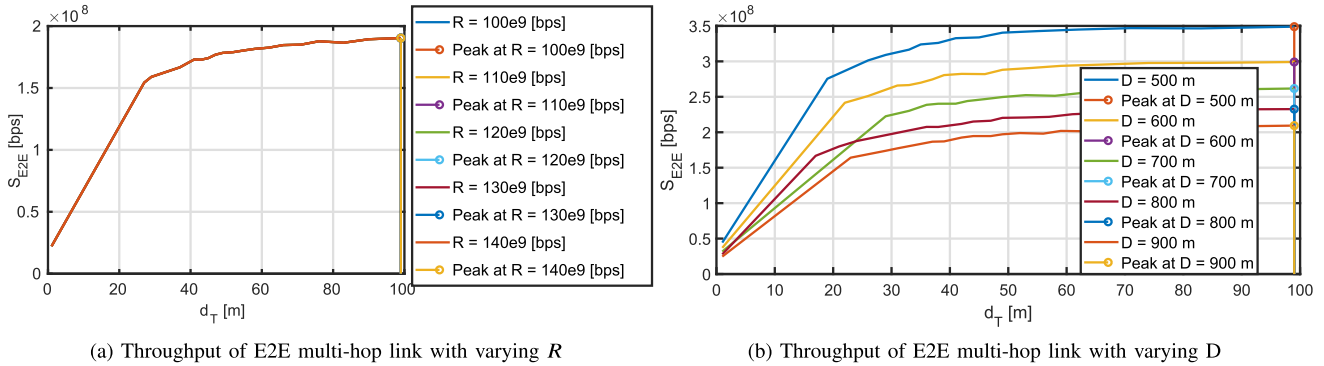 ×10^8
2
1.5
1
0.5
0
S_E2E [bps]
0 20 40 60 80 100
d_T [m]
R = 100e9 [bps]
Peak at R = 100e9 [bps]
R = 110e9 [bps]
Peak at R = 110e9 [bps]
R = 120e9 [bps]
Peak at R = 120e9 [bps]
R = 130e9 [bps]
Peak at R = 130e9 [bps]
R = 140e9 [bps]
Peak at R = 140e9 [bps]
(a) Throughput of E2E multi-hop link with varying R
×10^8
3.5
3
2.5
2
1.5
1
0.5
0
S_E2E [bps]
0 10 20 30 40 50 60 70 80 90 100
d_T [m]
D = 500 m
Peak at D = 500 m
D = 600 m
Peak at D = 600 m
D = 700 m
Peak at D = 700 m
D = 800 m
Peak at D = 800 m
D = 900 m
Peak at D = 900 m
(b) Throughput of E2E multi-hop link with varying D